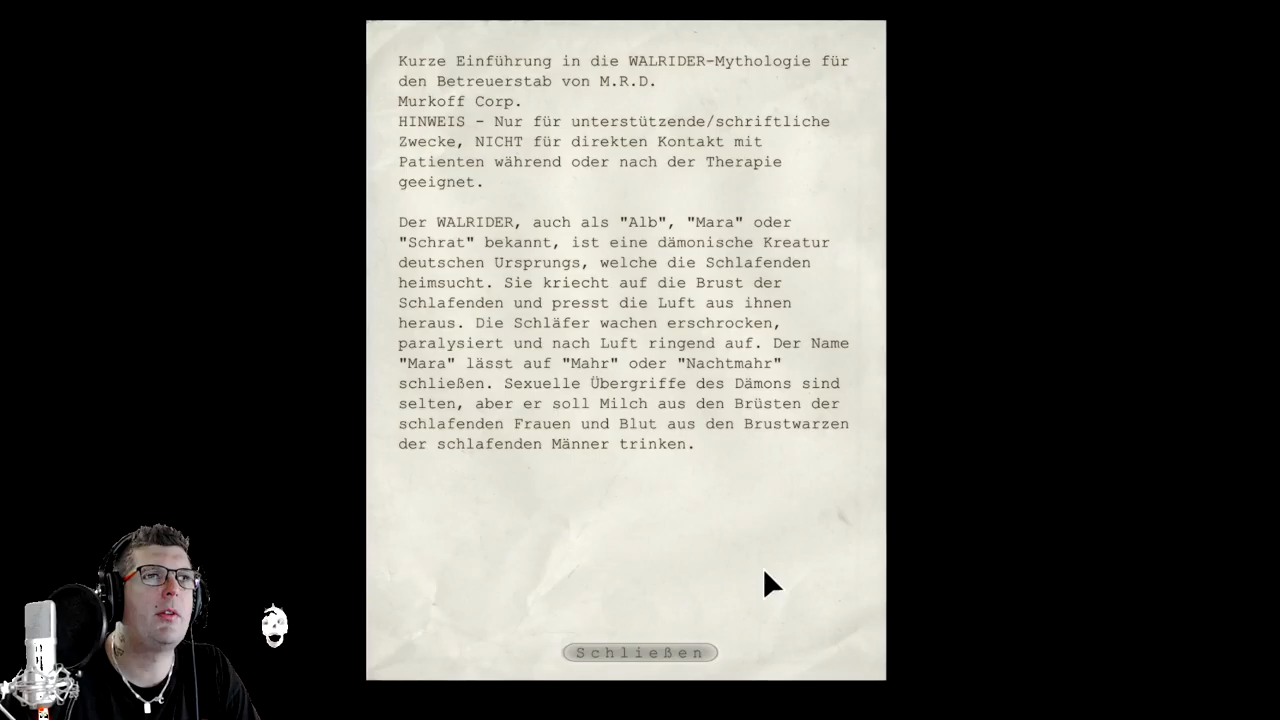 Kurze Einführung in die WALRIDER-Mythologie für
den Betreuerstab von M.R.D.
Murkoff Corp.
HINWEIS - Nur für unterstützende/schriftliche
Zwecke, NICHT für direkten Kontakt mit
Patienten während oder nach der Therapie
geeignet.
Der WALRIDER, auch als "Alb", "Mara" oder
"Schrat" bekannt, ist eine dämonische Kreatur
deutschen Ursprungs, welche die Schlafenden
heimsucht. Sie kriecht auf die Brust der
Schlafenden und presst die Luft aus ihnen
heraus. Die Schläfer wachen erschrocken,
paralysiert und nach Luft ringend auf. Der Name
"Mara" lässt auf "Mahr" oder "Nachtmahr"
schließen. Sexuelle Übergriffe des Dämons sind
selten, aber er soll Milch aus den Brüsten der
schlafenden Frauen und Blut aus den Brustwarzen
der schlafenden Männer trinken.
Schließen